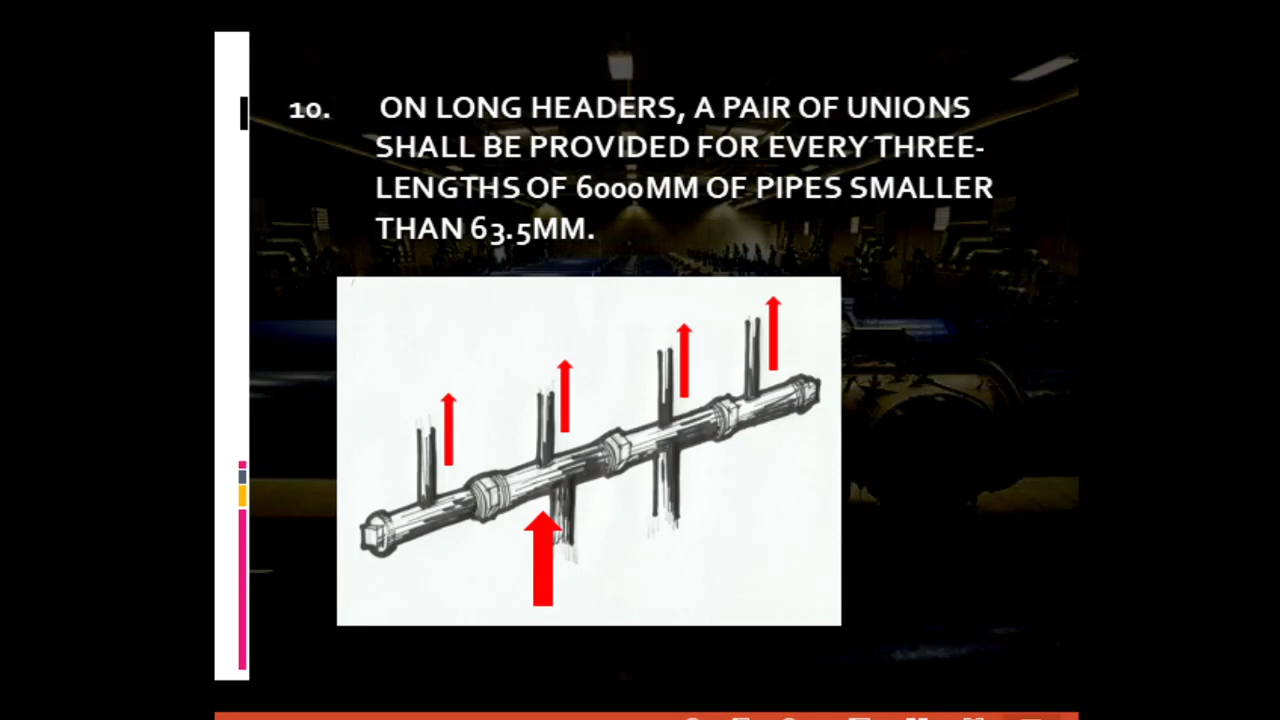 10. ON LONG HEADERS, A PAIR OF UNIONS
SHALL BE PROVIDED FOR EVERY THREE-
LENGTHS OF 6000MM OF PIPES SMALLER
THAN 63.5MM.